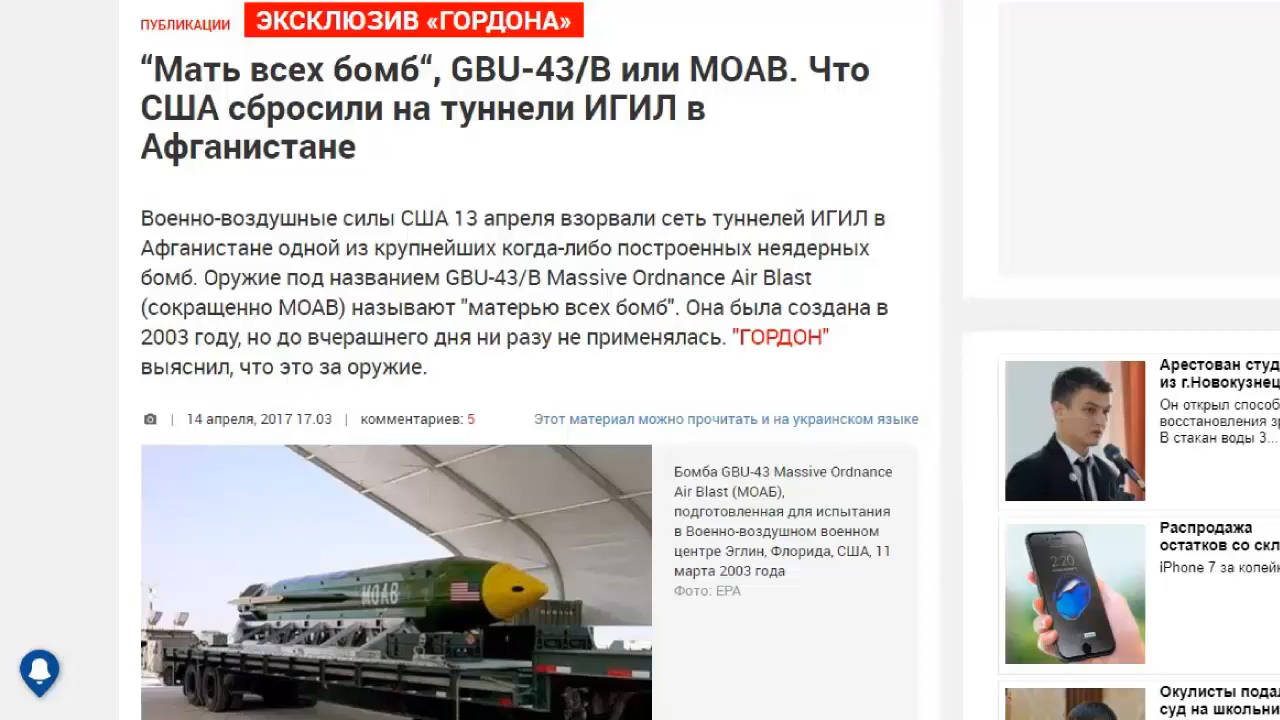 ПУБЛИКАЦИИ
ЭКСКЛЮЗИВ «ГОРДОНА»
“Мать всех бомб“, GBU-43/B или МОАВ. Что
США сбросили на туннели ИГИЛ в
Афганистане
Военно-воздушные силы США 13 апреля взорвали сеть туннелей ИГИЛ в
Афганистане одной из крупнейших когда-либо построенных неядерных
бомб. Оружие под названием GBU-43/B Massive Ordnance Air Blast
(сокращенно МОАВ) называют "матерью всех бомб". Она была создана в
2003 году, но до вчерашнего дня ни разу не применялась. "ГОРДОН"
выяснил, что это за оружие.
| 14 апреля, 2017 17.03 | комментариев: 5
Этот материал можно прочитать и на украинском языке
MOAB
Бомба GBU-43 Massive Ordnance
Air Blast (МОАБ),
подготовленная для испытания
в Военно-воздушном военном
центре Эглин, Флорида, США, 11
марта 2003 года
Фото: EPA
Арестован студ
из г.Новокузнец
Он открыл способ
восстановления зр
В стакан воды 3...
2:20
Распродажа
остатков со скл
iPhone 7 за копейк
Окулисты подал
суд на школьни